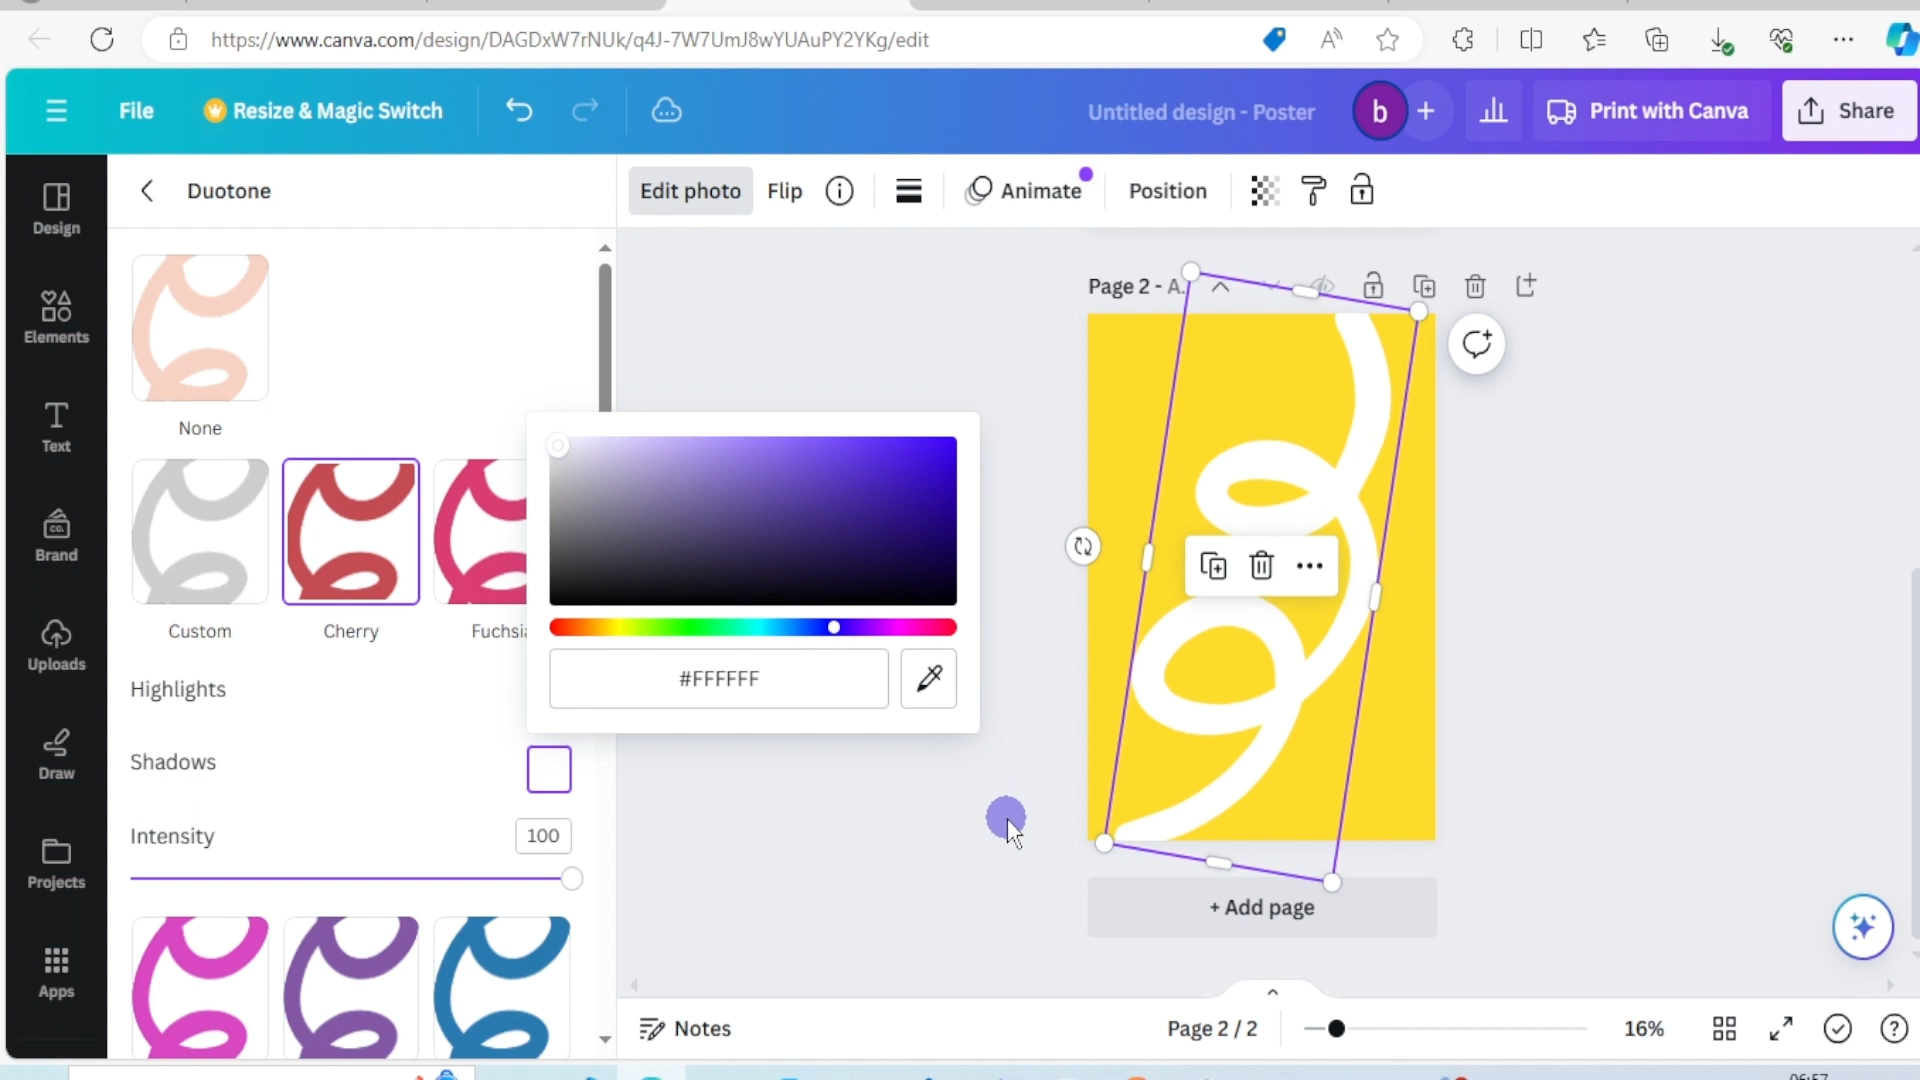 https://www.canva.com/design/DAGDxW7rNUk/q4J-7W7UmJ8wYUAuPY2YKg/edit
File
Resize & Magic Switch
Untitled design - Poster
b
Print with Canva
Share
Design
Elements
Text
Brand
Uploads
Draw
Projects
Apps
Duotone
Edit photo
Flip
Animate
Position
None
Custom
Cherry
Fuchsi
Highlights
Shadows
Intensity
100
#FFFFFF
Page 2 - A.
+ Add page
Notes
Page 2 / 2
16%